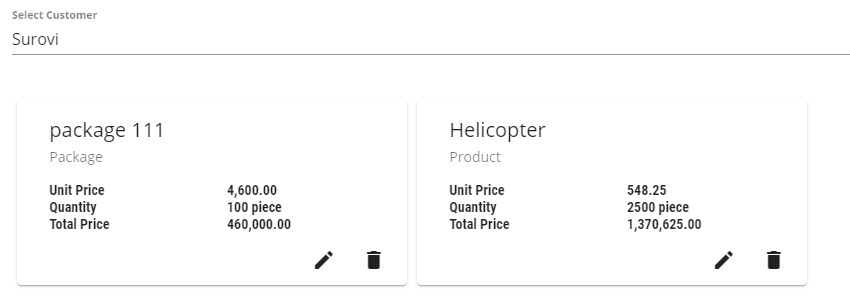 Select Customer
Surovi
package 111
Package
Unit Price 4,600.00
Quantity 100 piece
Total Price 460,000.00
Helicopter
Product
Unit Price 548.25
Quantity 2500 piece
Total Price 1,370,625.00